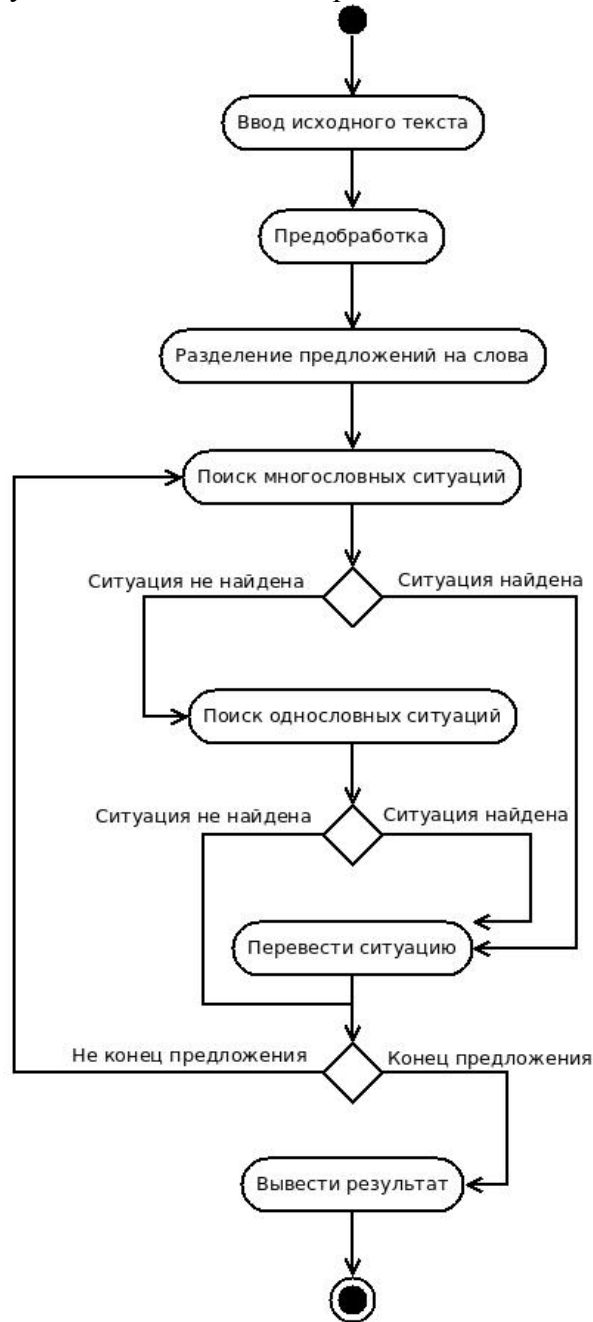 Ввод исходного текста
Предобработка
Разделение предложений на слова
Поиск многословных ситуаций
Ситуация не найдена
Ситуация найдена
Поиск однословных ситуаций
Ситуация не найдена
Ситуация найдена
Перевести ситуацию
Не конец предложения
Конец предложения
Вывести результат